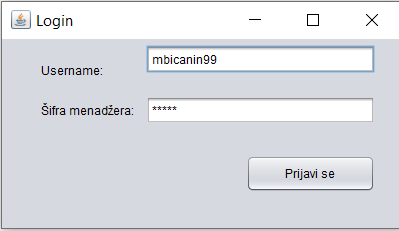 Login
Username:
mbicanin99
Šifra menadžera:
*****
Prijavi se